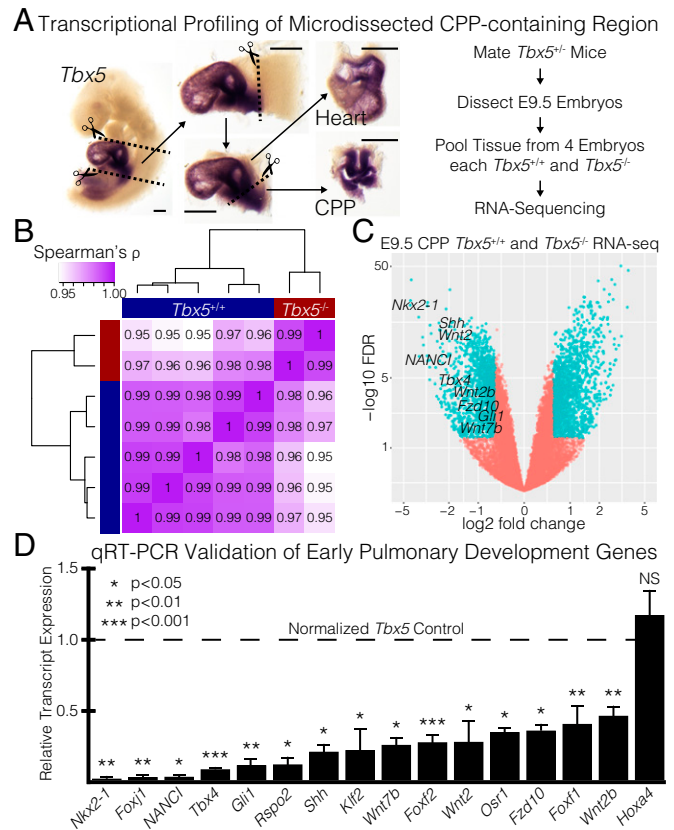 A Transcriptional Profiling of Microdissected CPP-containing Region
Tbx5
Heart
CPP
Mate Tbx5+/- Mice
Dissect E9.5 Embryos
Pool Tissue from 4 Embryos
each Tbx5+/+ and Tbx5-/-
RNA-Sequencing
B
Spearman's ρ
0.95 1.00
Tbx5+/+ Tbx5-/-
0.95 0.95 0.95 0.97 0.96 0.99 1
0.97 0.96 0.96 0.98 0.98 1 0.99
0.99 0.99 0.98 0.99 1 0.98 0.96
0.99 0.99 0.98 1 0.99 0.98 0.97
0.99 0.99 1 0.98 0.98 0.96 0.95
0.99 1 0.99 0.99 0.99 0.96 0.95
1 0.99 0.99 0.99 0.99 0.97 0.95
C
E9.5 CPP Tbx5+/+ and Tbx5-/- RNA-seq
−log10 FDR
50
5
1
Nkx2-1
Shh
Wnt2
NANCI
Tbx4
Wnt2b
Fzd10
Gli1
Wnt7b
−5 −2 −1 0 1 2 5
log2 fold change
D
qRT-PCR Validation of Early Pulmonary Development Genes
Relative Transcript Expression
1.5
1.0
0.5
* p<0.05
** p<0.01
*** p<0.001
Normalized Tbx5 Control
NS
** ** * *** ** * * * * *** * * * ** **
Nkx2-1 Foxj1 NANCI Tbx4 Gli1 Rspo2 Shh Klf2 Wnt7b Foxf2 Wnt2 Osr1 Fzd10 Foxf1 Wnt2b Hoxa4